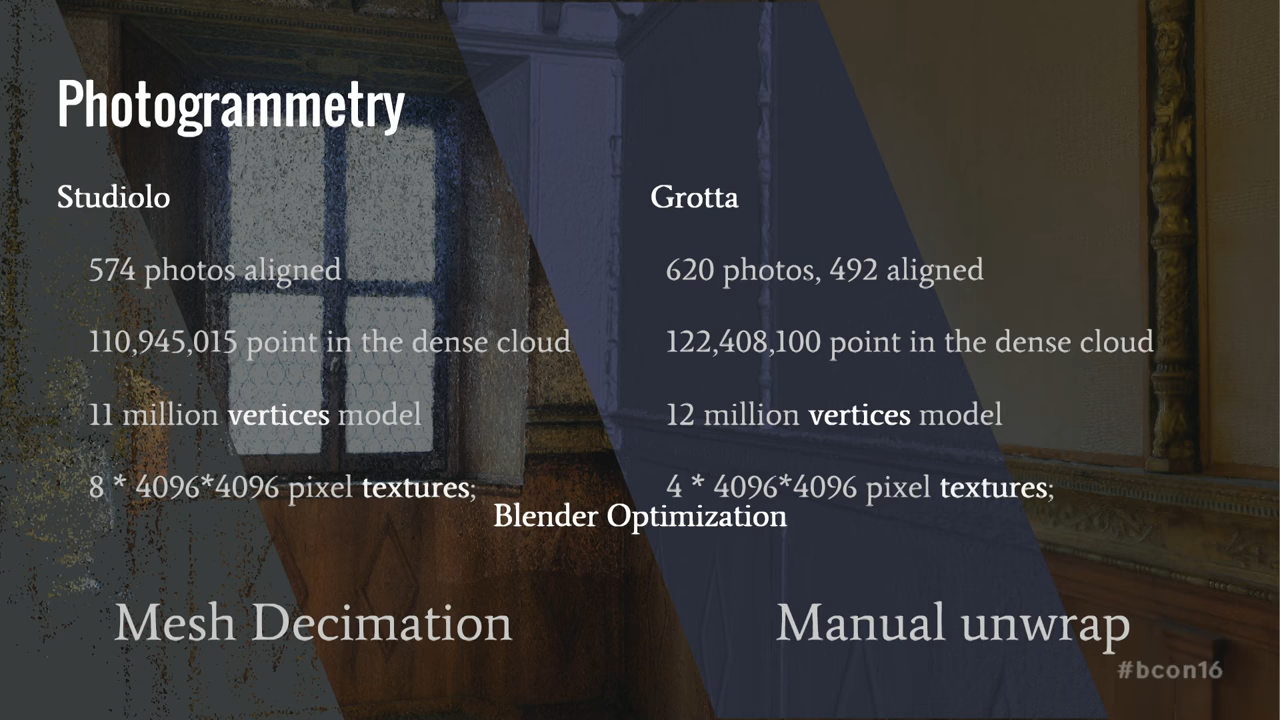 Photogrammetry
Studiolo
574 photos aligned
110,945,015 point in the dense cloud
11 million vertices model
8 * 4096*4096 pixel textures;
Grotta
620 photos, 492 aligned
122,408,100 point in the dense cloud
12 million vertices model
4 * 4096*4096 pixel textures;
Blender Optimization
Mesh Decimation
Manual unwrap
#bcon16